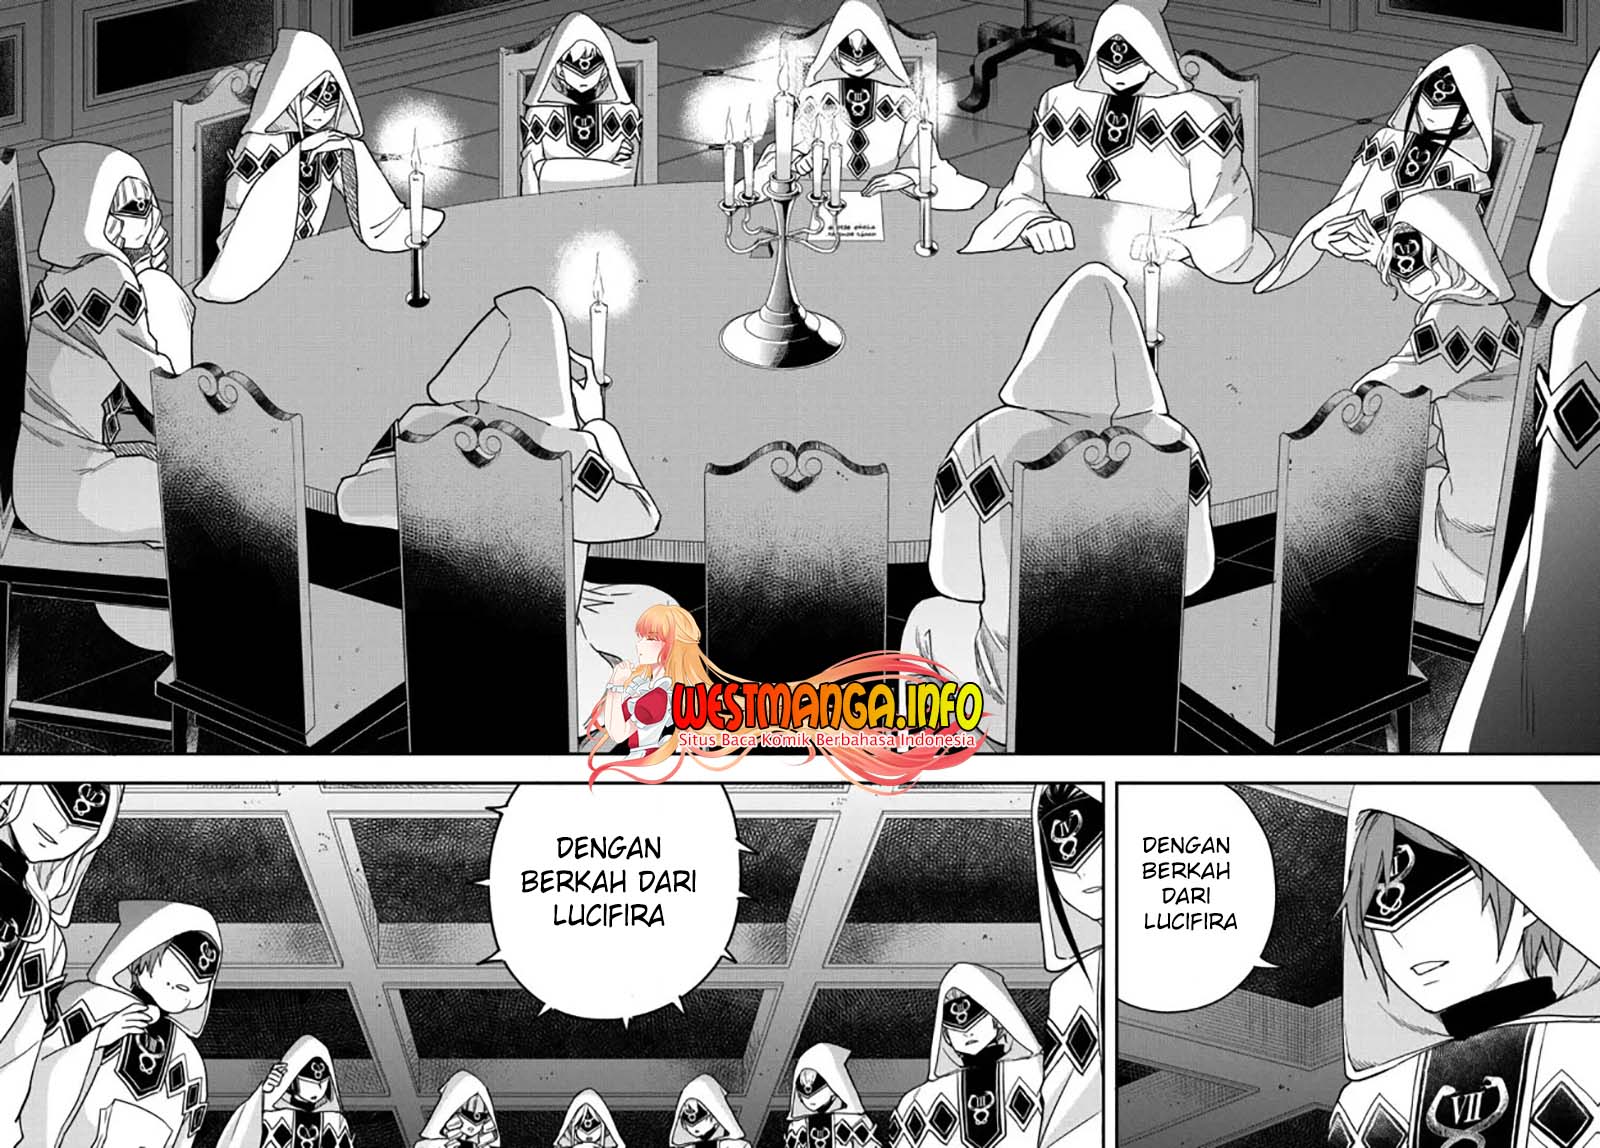 WESTMANGA.INFO
Situs Baca Komik Berbahasa Indonesia
DENGAN
BERKAH
DARI
LUCIFIRA
VII
DENGAN
BERKAH DARI
LUCIFIRA